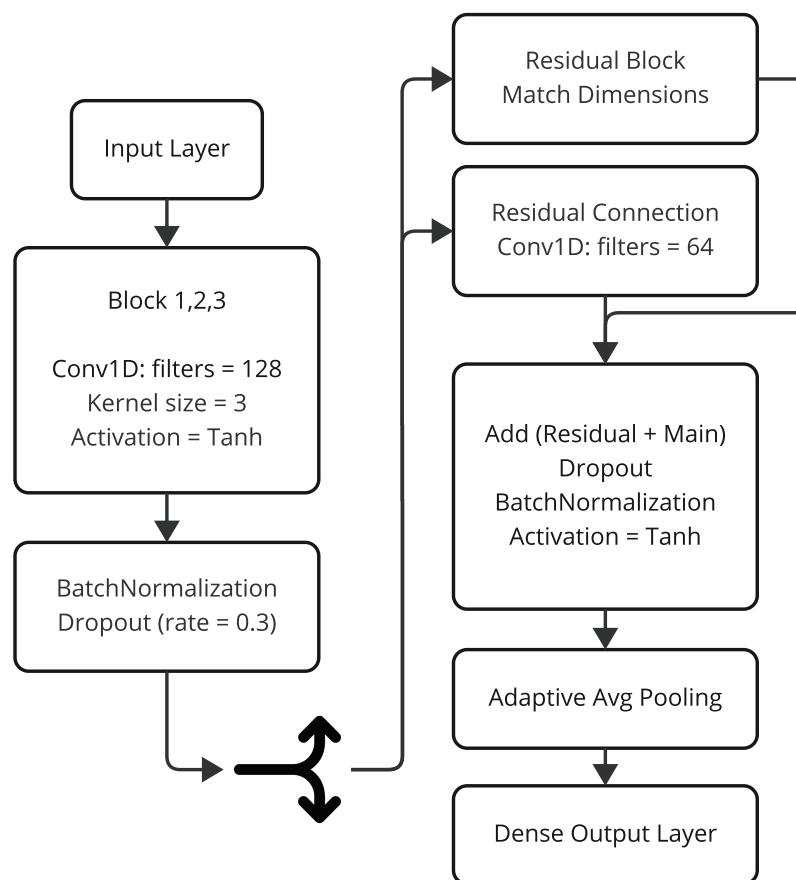 Input Layer
Block 1,2,3
Conv1D: filters = 128
Kernel size = 3
Activation = Tanh
BatchNormalization
Dropout (rate = 0.3)
Residual Block
Match Dimensions
Residual Connection
Conv1D: filters = 64
Add (Residual + Main)
Dropout
BatchNormalization
Activation = Tanh
Adaptive Avg Pooling
Dense Output Layer